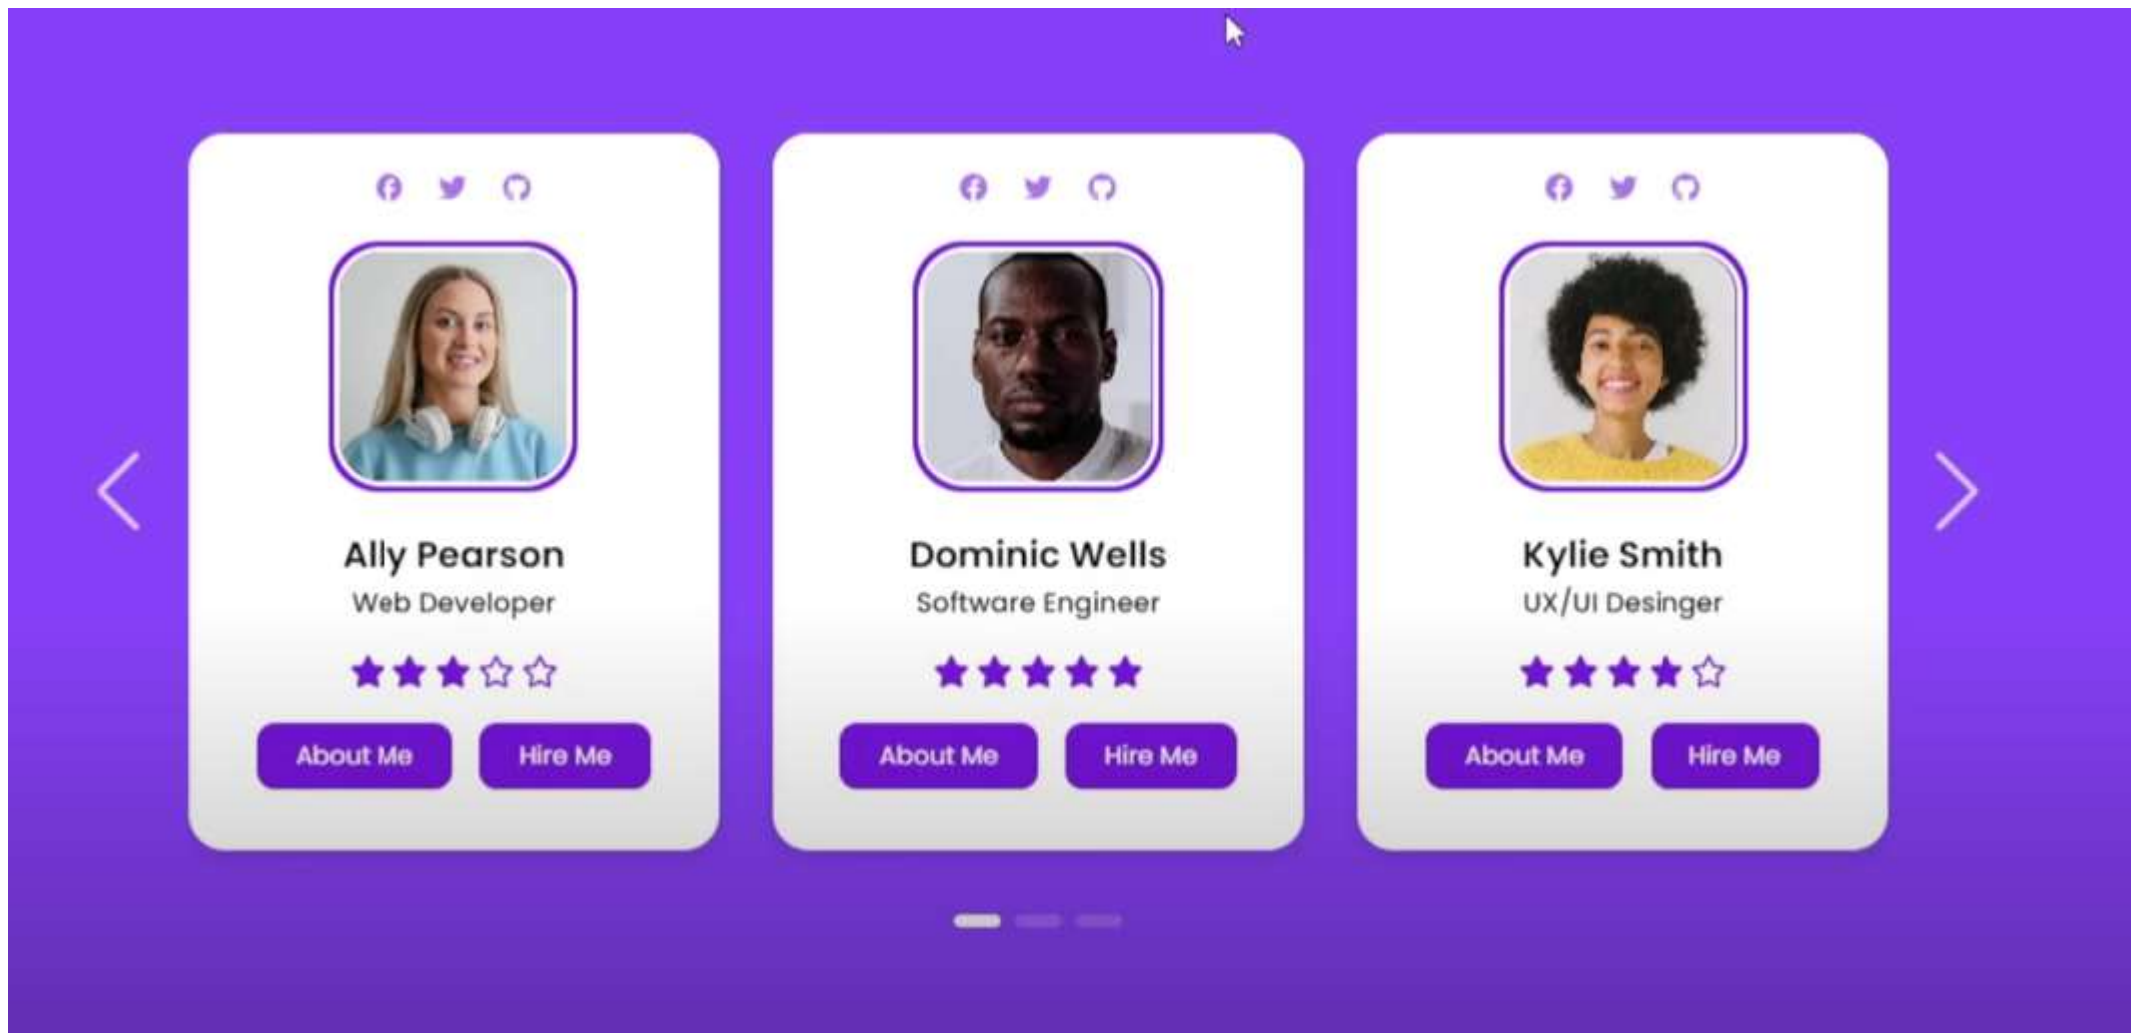 Ally Pearson
Web Developer
About Me
Hire Me
Dominic Wells
Software Engineer
About Me
Hire Me
Kylie Smith
UX/UI Desinger
About Me
Hire Me